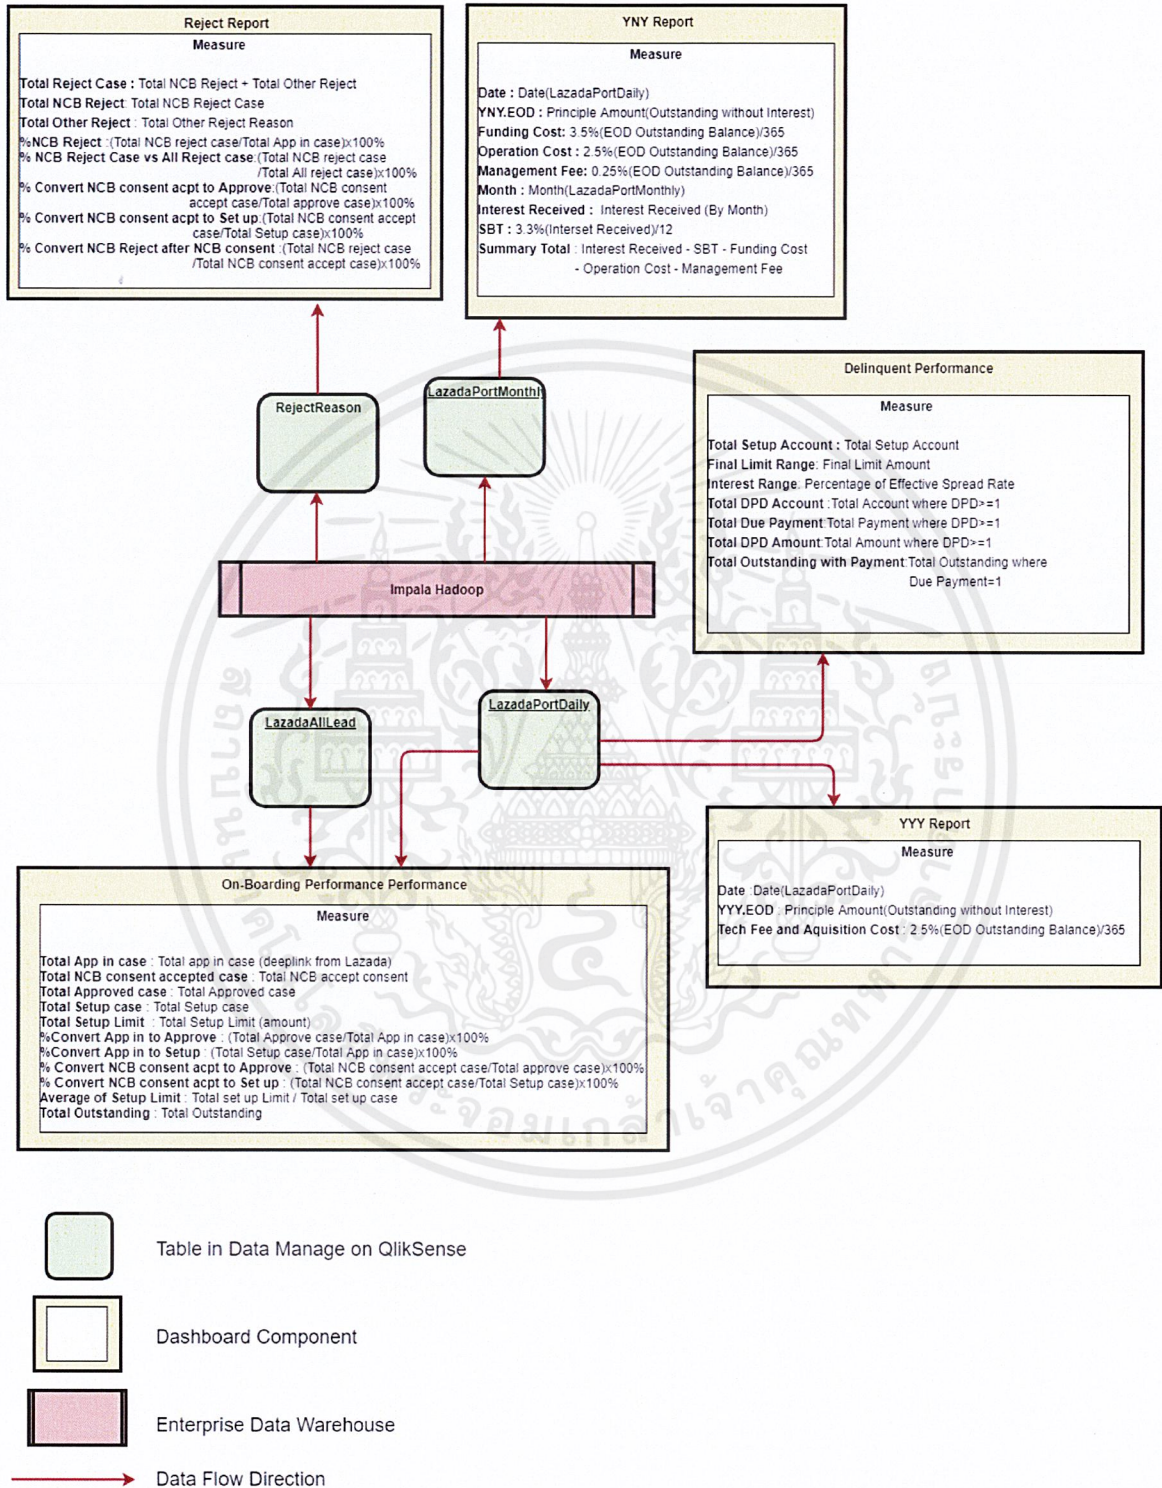 Reject Report
Measure
Total Reject Case : Total NCB Reject + Total Other Reject
Total NCB Reject: Total NCB Reject Case
Total Other Reject : Total Other Reject Reason
%NCB Reject :(Total NCB reject case/Total App in case)x100%
% NCB Reject Case vs All Reject case:(Total NCB reject case
/Total All reject case)x100%
% Convert NCB consent acpt to Approve:(Total NCB consent
accept case/Total approve case)x100%
% Convert NCB consent acpt to Set up:(Total NCB consent accept
case/Total Setup case)x100%
% Convert NCB Reject after NCB consent :(Total NCB reject case
/Total NCB consent accept case)x100%
YNY Report
Measure
Date : Date(LazadaPortDaily)
YNY.EOD : Principle Amount(Outstanding without Interest)
Funding Cost: 3.5%(EOD Outstanding Balance)/365
Operation Cost : 2.5%(EOD Outstanding Balance)/365
Management Fee: 0.25%(EOD Outstanding Balance)/365
Month : Month(LazadaPortMonthly)
Interest Received : Interest Received (By Month)
SBT : 3.3%(Interset Received)/12
Summary Total : Interest Received - SBT - Funding Cost
- Operation Cost - Management Fee
RejectReason
LazadaPortMonthly
Delinquent Performance
Measure
Total Setup Account : Total Setup Account
Final Limit Range: Final Limit Amount
Interest Range: Percentage of Effective Spread Rate
Total DPD Account :Total Account where DPD>=1
Total Due Payment:Total Payment where DPD>=1
Total DPD Amount:Total Amount where DPD>=1
Total Outstanding with Payment:Total Outstanding where
Due Payment=1
Impala Hadoop
LazadaAllLead
LazadaPortDaily
YYY Report
Measure
Date :Date(LazadaPortDaily)
YYY.EOD : Principle Amount(Outstanding without Interest)
Tech Fee and Aquisition Cost : 2.5%(EOD Outstanding Balance)/365
On-Boarding Performance Performance
Measure
Total App in case : Total app in case (deeplink from Lazada)
Total NCB consent accepted case : Total NCB accept consent
Total Approved case : Total Approved case
Total Setup case : Total Setup case
Total Setup Limit : Total Setup Limit (amount)
%Convert App in to Approve : (Total Approve case/Total App in case)x100%
%Convert App in to Setup : (Total Setup case/Total App in case)x100%
% Convert NCB consent acpt to Approve : (Total NCB consent accept case/Total approve case)x100%
% Convert NCB consent acpt to Set up : (Total NCB consent accept case/Total Setup case)x100%
Average of Setup Limit : Total set up Limit / Total set up case
Total Outstanding : Total Outstanding
Table in Data Manage on QlikSense
Dashboard Component
Enterprise Data Warehouse
Data Flow Direction